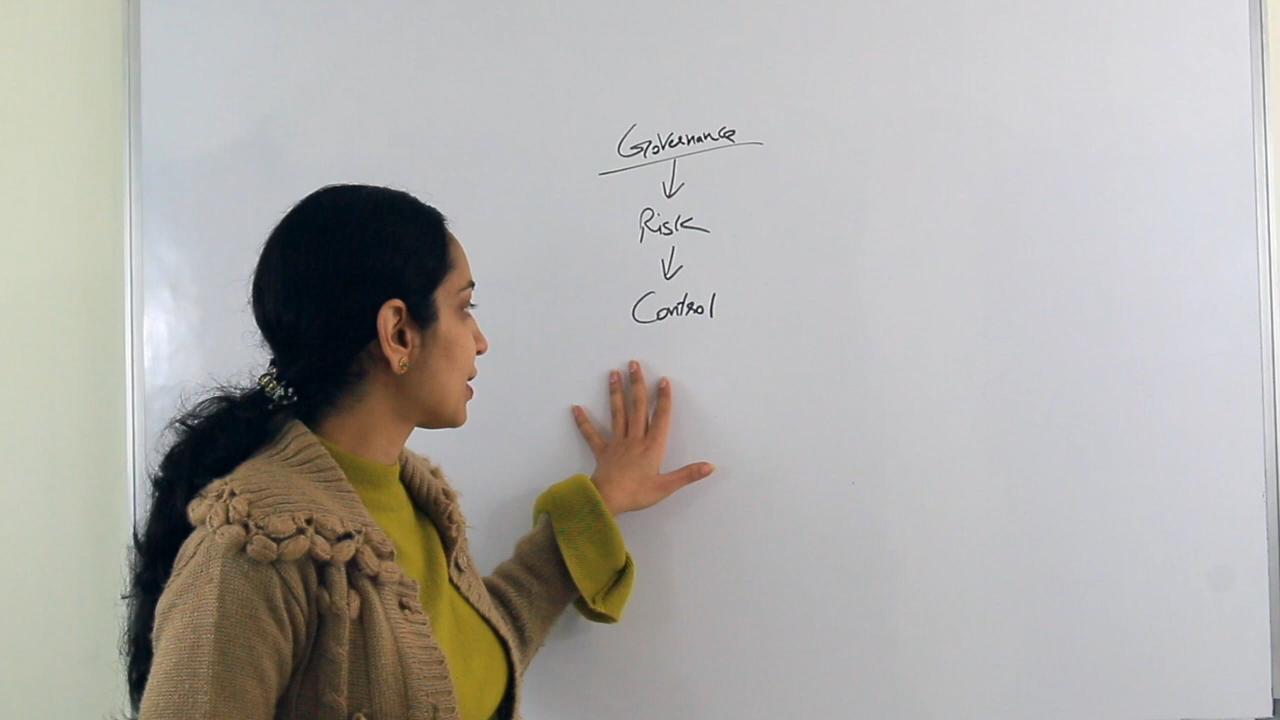 Governance
↓
Risk
↓
Control